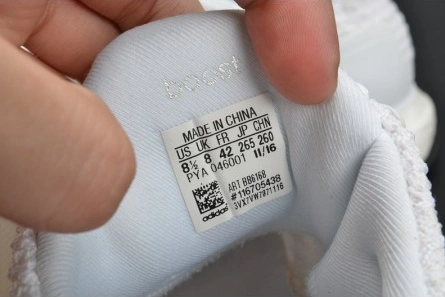 boost
MADE IN CHINA
US UK FR JP CHN
8½ 8 42 265 260
PYA 046001 11/16
ART BB6168
#116705438
3VX7VW7871116
adidas